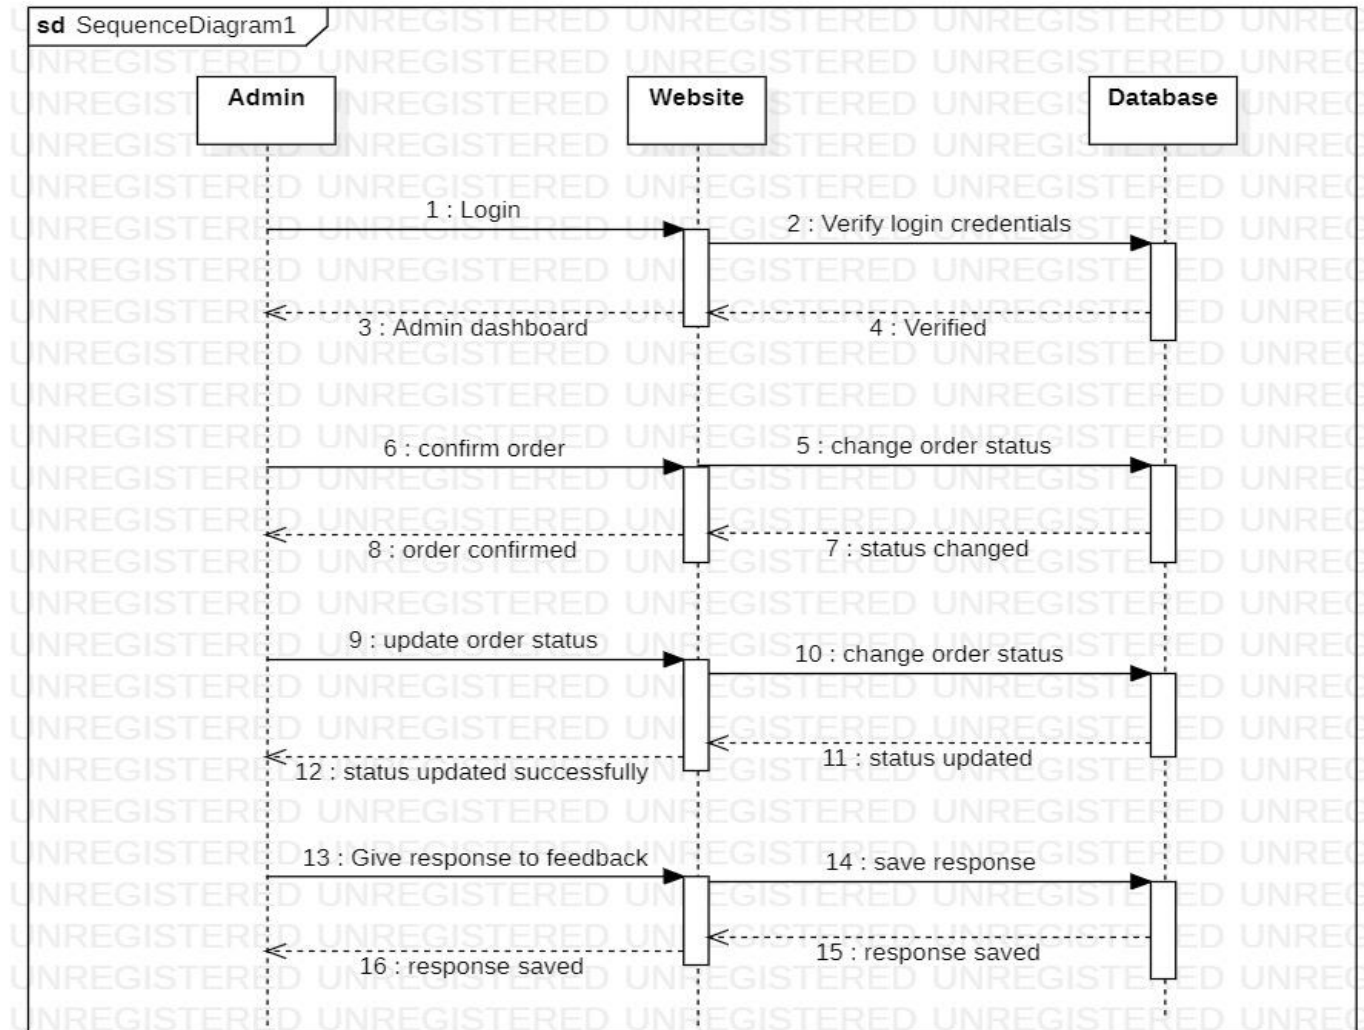 sd SequenceDiagram1
Admin
Website
Database
1 : Login
2 : Verify login credentials
3 : Admin dashboard
4 : Verified
6 : confirm order
5 : change order status
8 : order confirmed
7 : status changed
9 : update order status
10 : change order status
12 : status updated successfully
11 : status updated
13 : Give response to feedback
14 : save response
16 : response saved
15 : response saved
UNREGISTERED